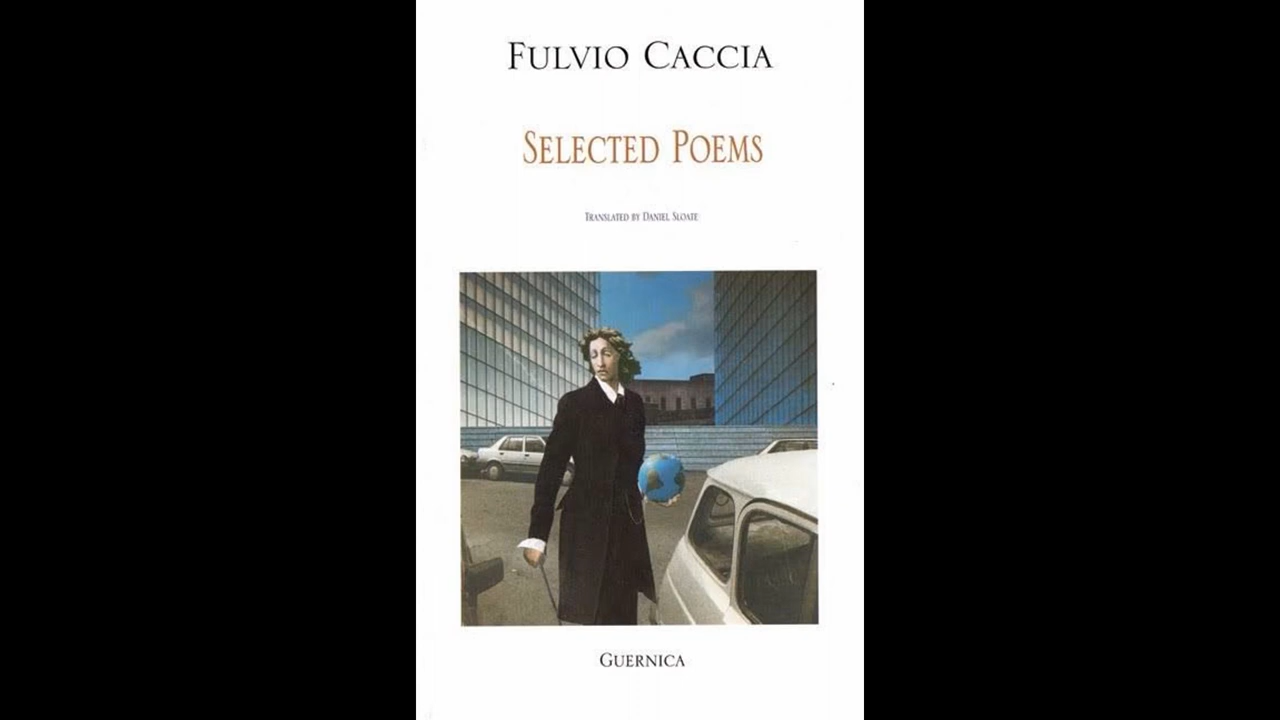 FULVIO CACCIA
SELECTED POEMS
TRANSLATED BY DANIEL SLOATE
GUERNICA